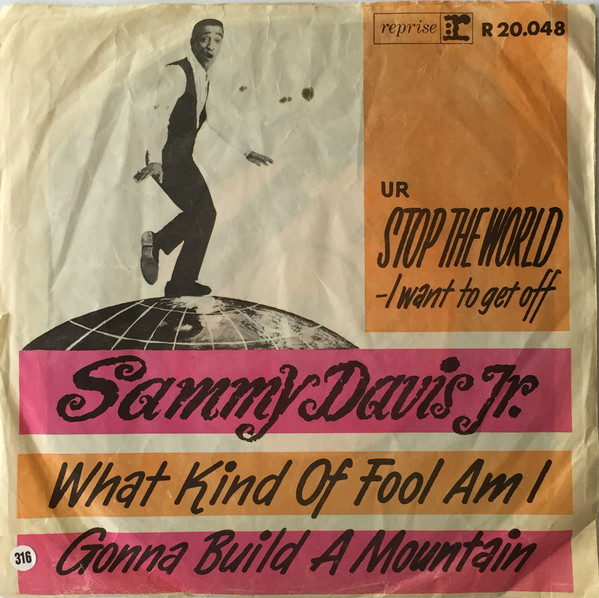 reprise R 20.048
UR
STOP THE WORLD
-I want to get off
Sammy Davis Jr.
What Kind Of Fool Am I
316
Gonna Build A Mountain